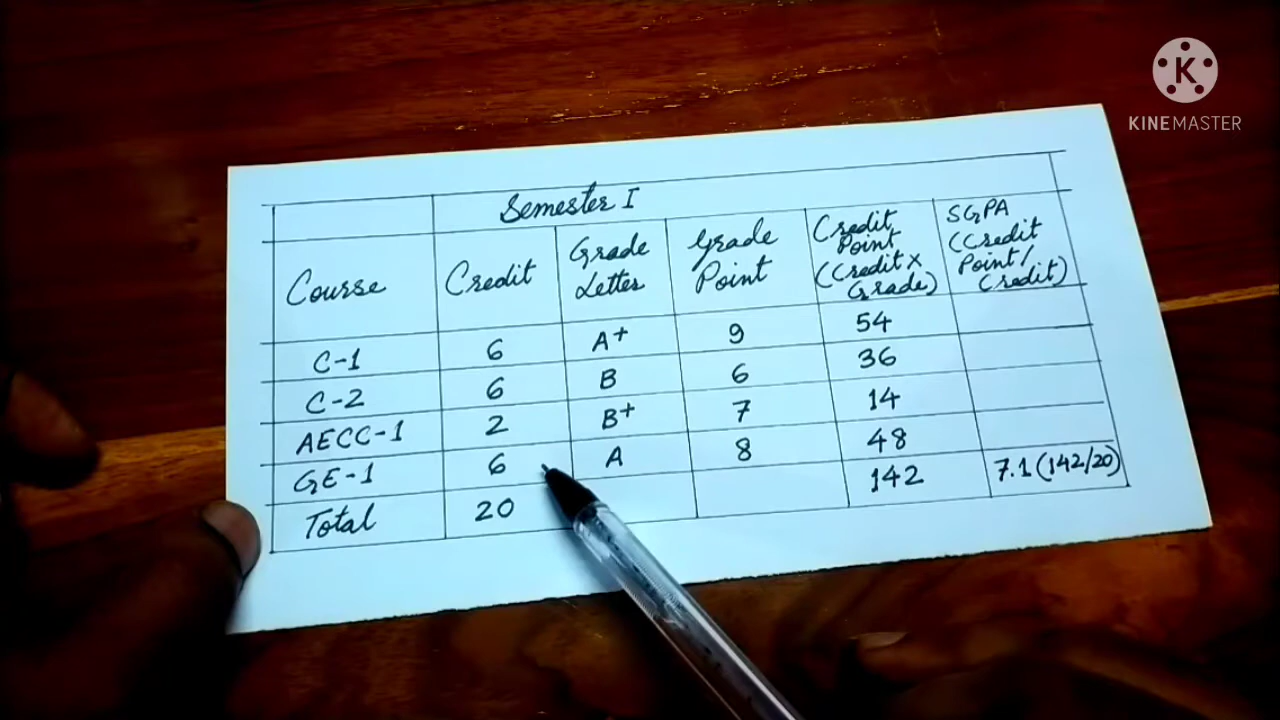 KINEMASTER
Semester I
Course Credit Grade Letter Grade Point Credit Point (Credit x Grade) SGPA (Credit Point / Credit)
C-1 6 A+ 9 54
C-2 6 B 6 36
AECC-1 2 B+ 7 14
GE-1 6 A 8 48
Total 20 142 7.1 (142/20)